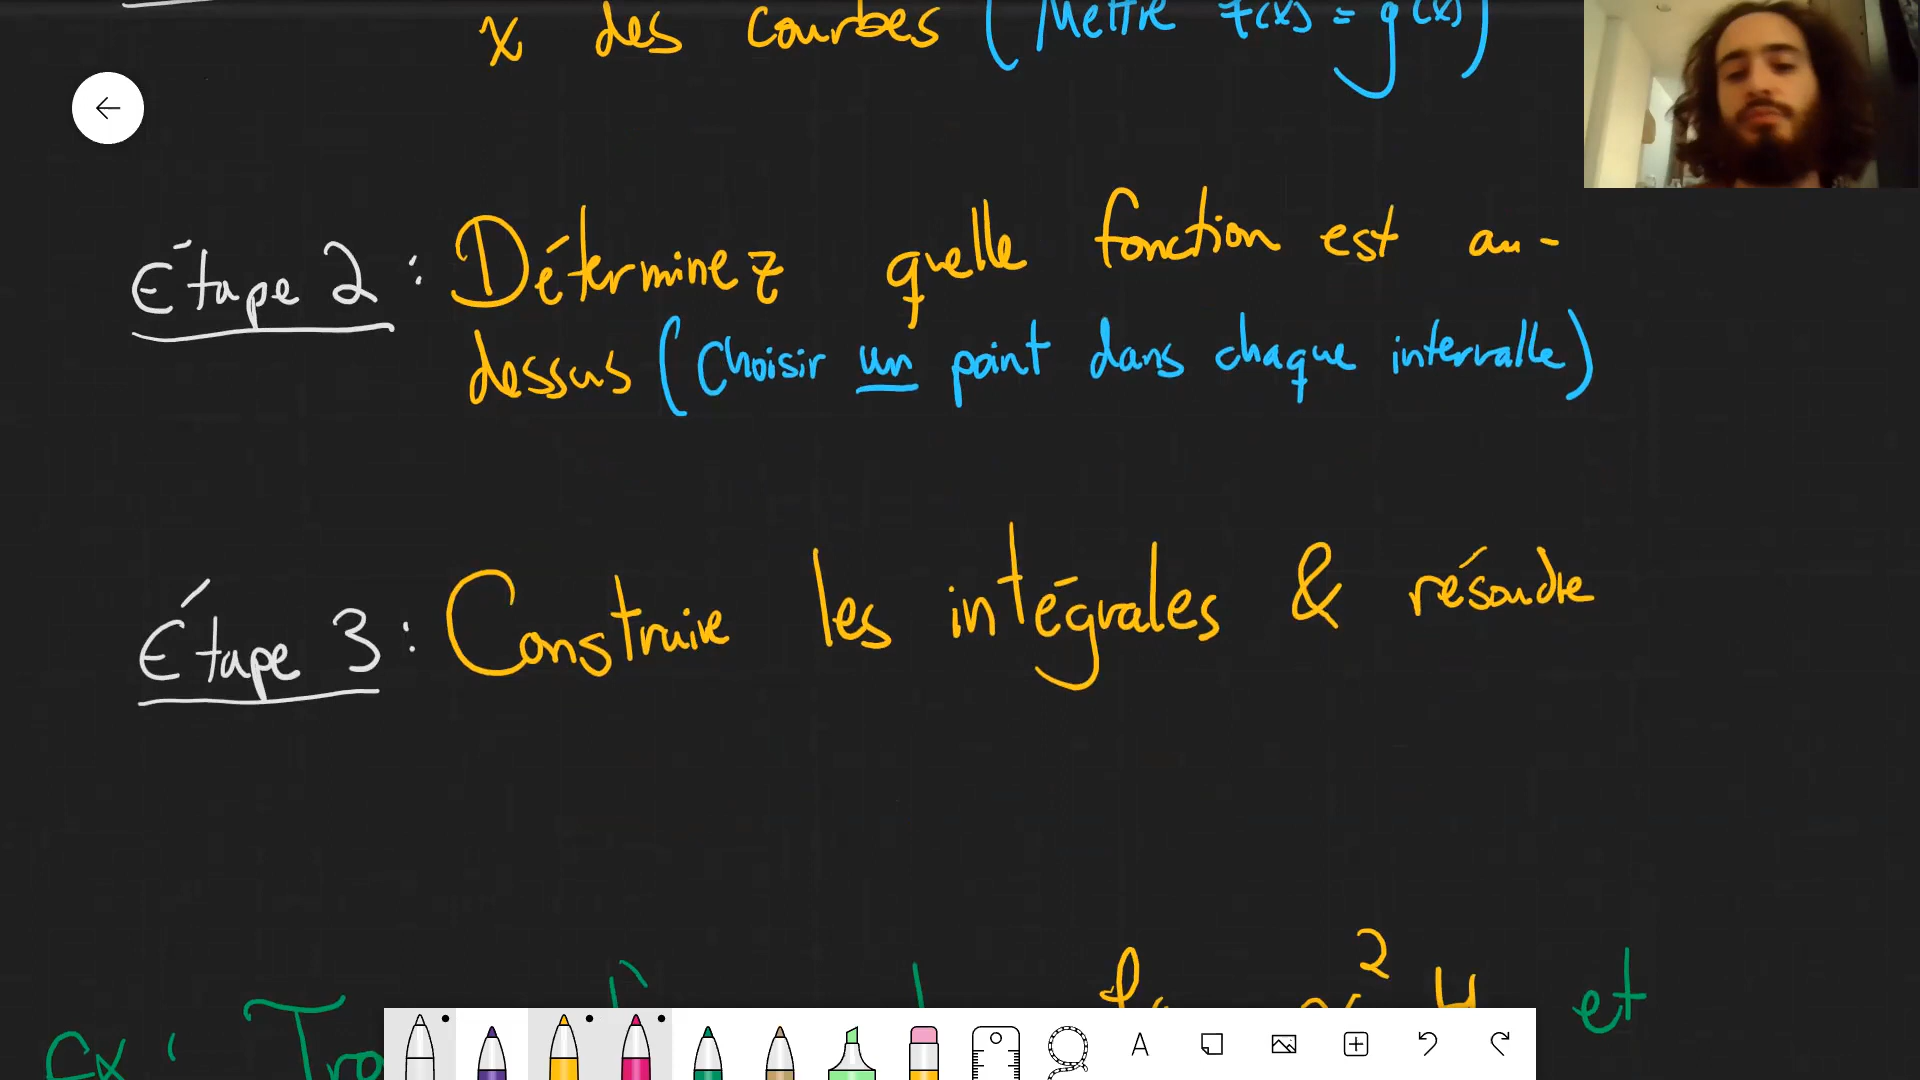 x des courbes (Mettre f(x) = g(x))
Étape 2 : Déterminez quelle fonction est au-
dessus (Choisir un point dans chaque intervalle)
Étape 3 : Construire les intégrales & résoudre
Ex : et
A